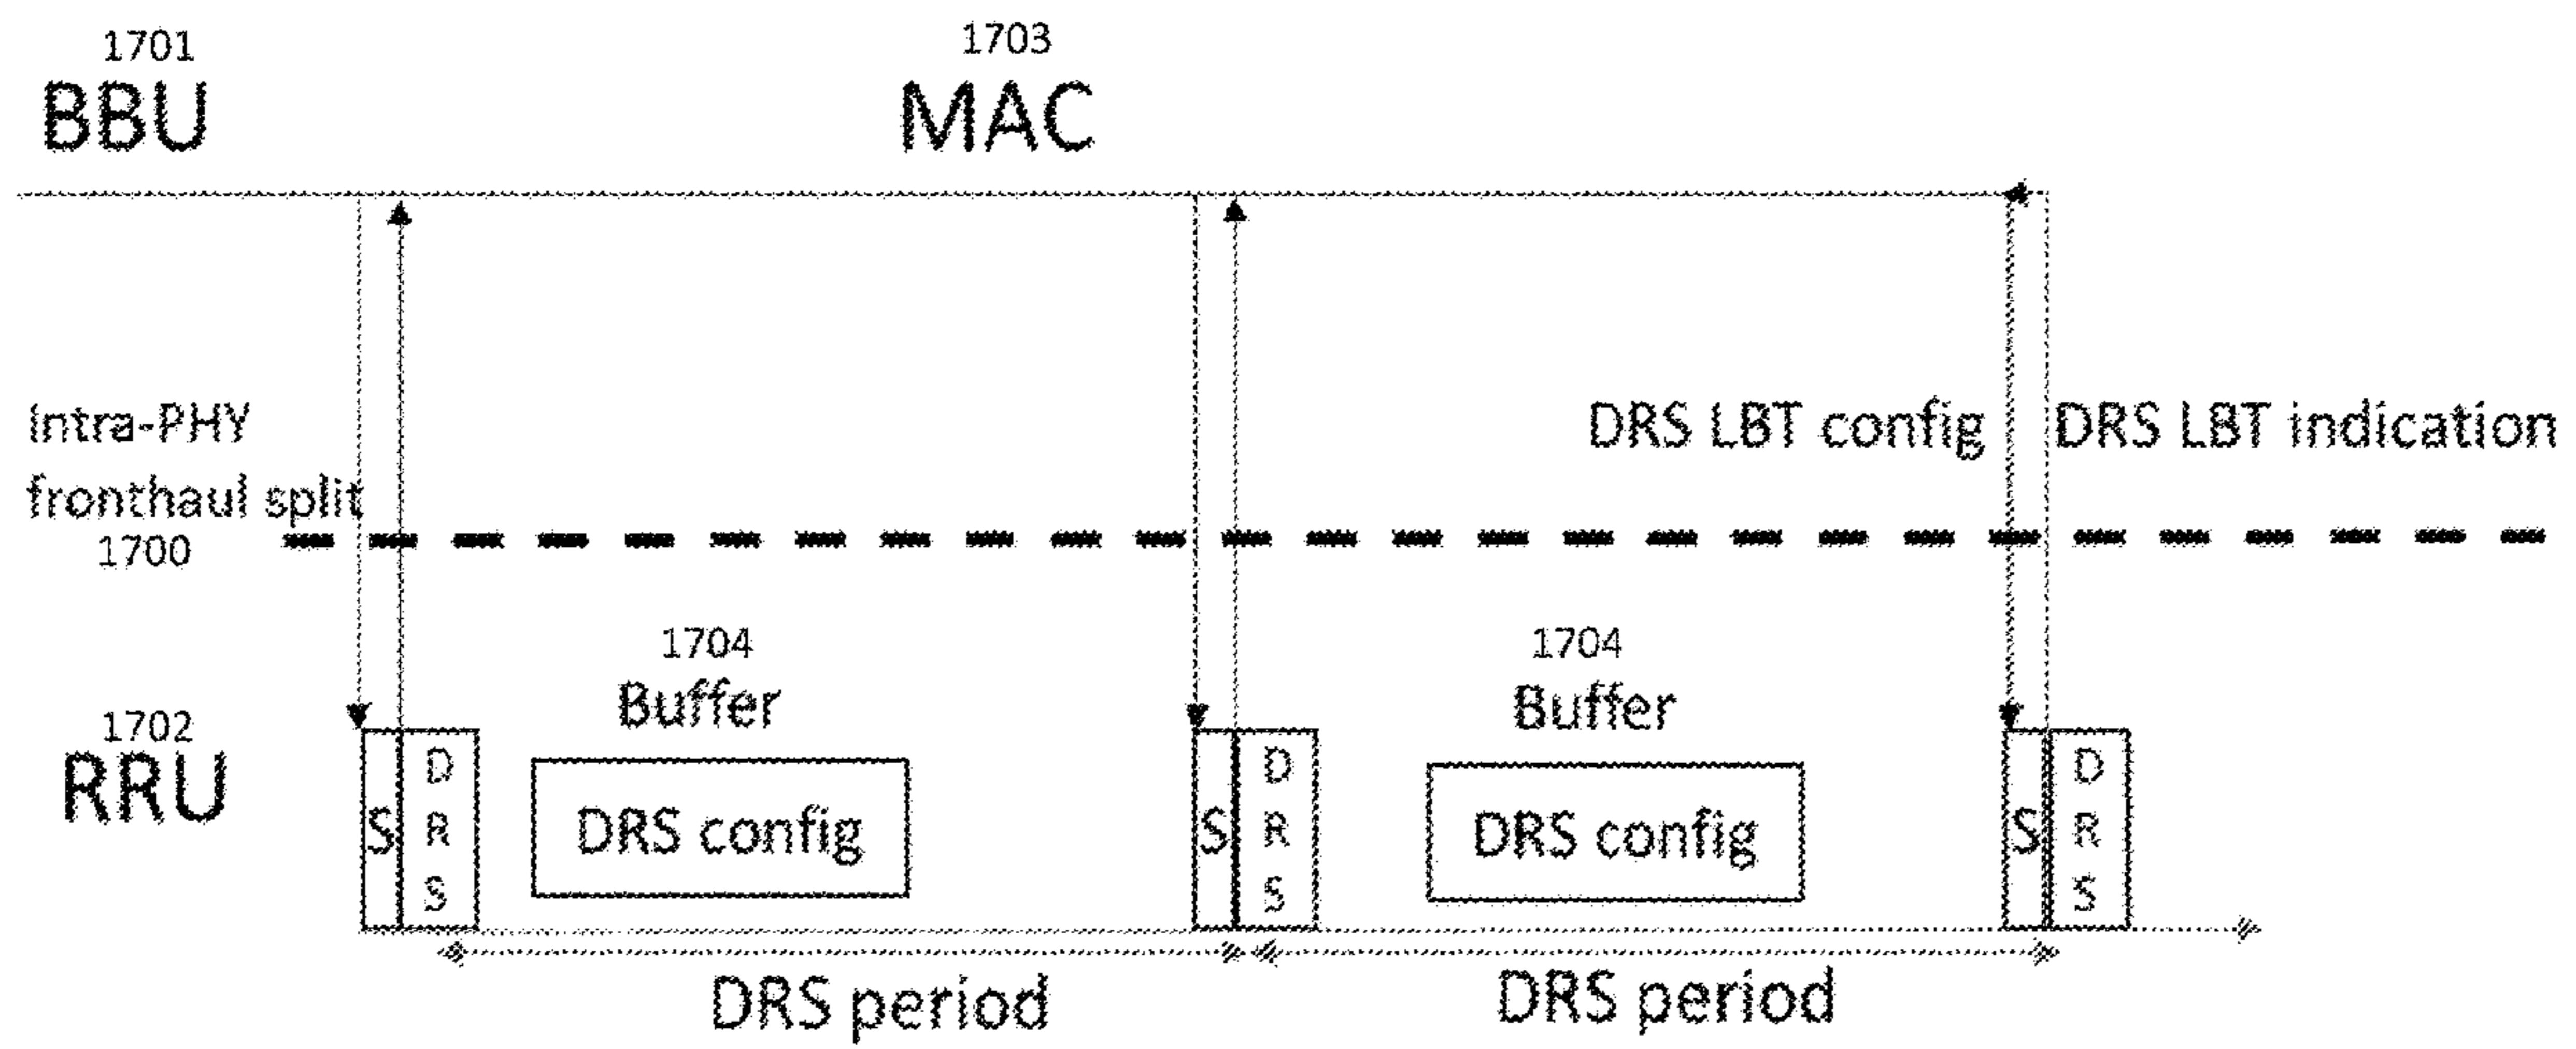 1701
BBU
1703
MAC
Intra-PHY
fronthaul split
1700
DRS LBT config
DRS LBT indication
1702
RRU
1704
Buffer
1704
Buffer
S
D
R
S
DRS config
S
D
R
S
DRS config
S
D
R
S
DRS period
DRS period